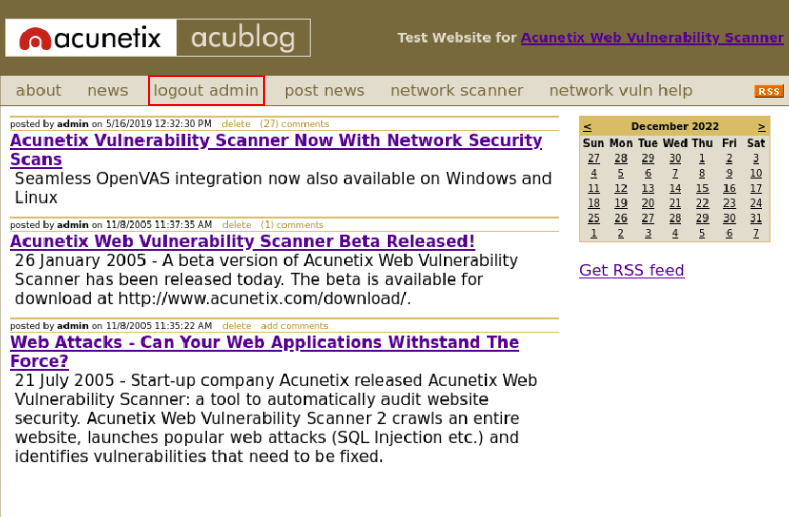 acunetix acublog
Test Website for Acunetix Web Vulnerability Scanner
about news logout admin post news network scanner network vuln help RSS
posted by admin on 5/16/2019 12:32:30 PM delete (27) comments
Acunetix Vulnerability Scanner Now With Network Security
Scans
Seamless OpenVAS integration now also available on Windows and
Linux
posted by admin on 11/8/2005 11:37:35 AM delete (1) comments
Acunetix Web Vulnerability Scanner Beta Released!
26 January 2005 - A beta version of Acunetix Web Vulnerability
Scanner has been released today. The beta is available for
download at http://www.acunetix.com/download/.
posted by admin on 11/8/2005 11:35:22 AM delete add comments
Web Attacks - Can Your Web Applications Withstand The
Force?
21 July 2005 - Start-up company Acunetix released Acunetix Web
Vulnerability Scanner: a tool to automatically audit website
security. Acunetix Web Vulnerability Scanner 2 crawls an entire
website, launches popular web attacks (SQL Injection etc.) and
identifies vulnerabilities that need to be fixed.
< December 2022 >
Sun Mon Tue Wed Thu Fri Sat
27 28 29 30 1 2 3
4 5 6 7 8 9 10
11 12 13 14 15 16 17
18 19 20 21 22 23 24
25 26 27 28 29 30 31
1 2 3 4 5 6 7
Get RSS feed